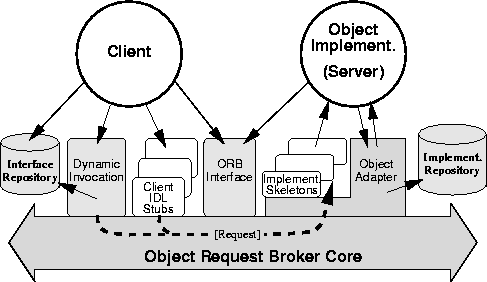 Client
Object
Implement.
(Server)
Interface
Repository
Dynamic
Invocation
Client
IDL
Stubs
ORB
Interface
Implement.
Skeletons
Object
Adapter
Implement.
Repository
[Request]
Object Request Broker Core